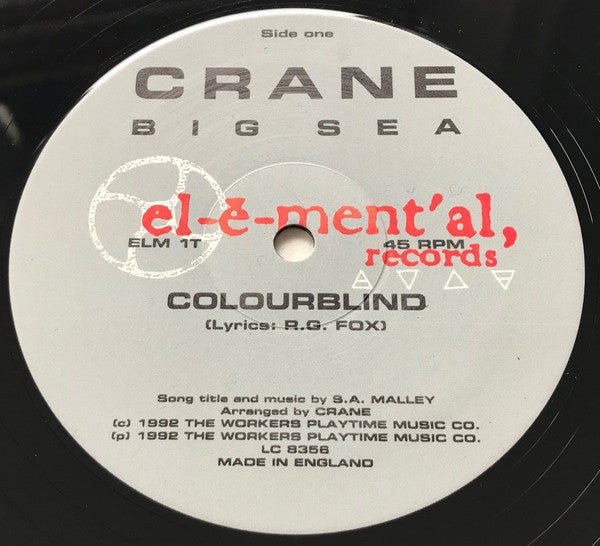 Side one
CRANE
BIG SEA
el-ē-ment'al,
records
ELM 1T
45 RPM
COLOURBLIND
(Lyrics: R.G. FOX)
Song title and music by S.A. MALLEY
Arranged by CRANE
(c) 1992 THE WORKERS PLAYTIME MUSIC CO.
(p) 1992 THE WORKERS PLAYTIME MUSIC CO.
LC 8356
MADE IN ENGLAND